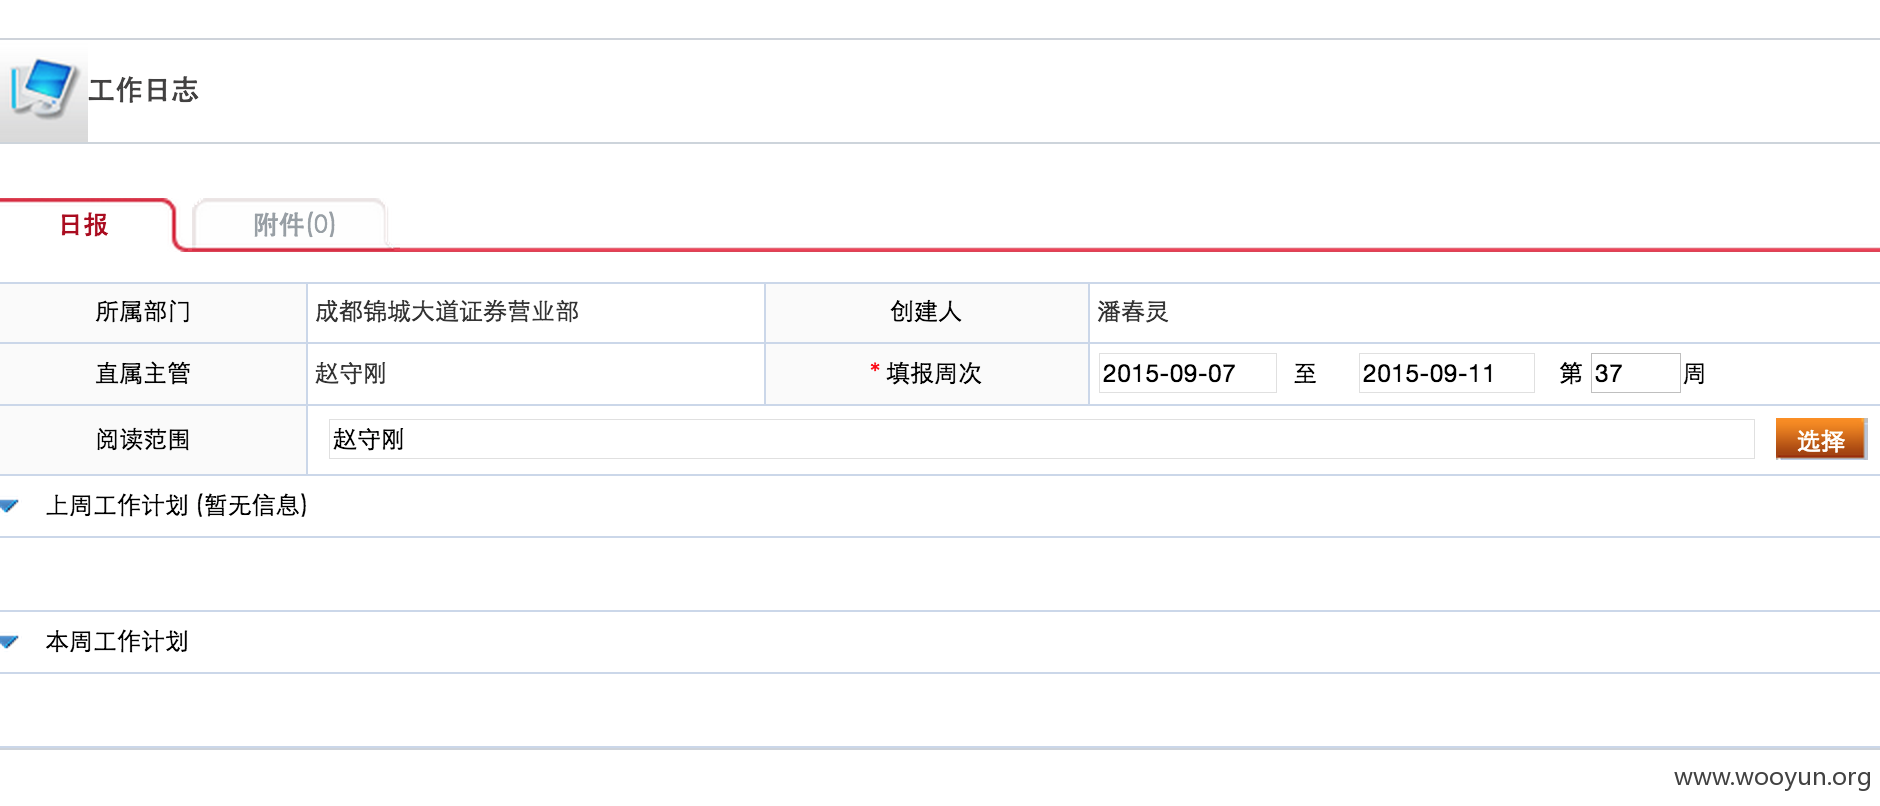 工作日志
日报 附件(0)
所属部门 成都锦城大道证券营业部 创建人 潘春灵
直属主管 赵守刚 *填报周次 2015-09-07 至 2015-09-11 第 37 周
阅读范围 赵守刚 选择
上周工作计划 (暂无信息)
本周工作计划
www.wooyun.org